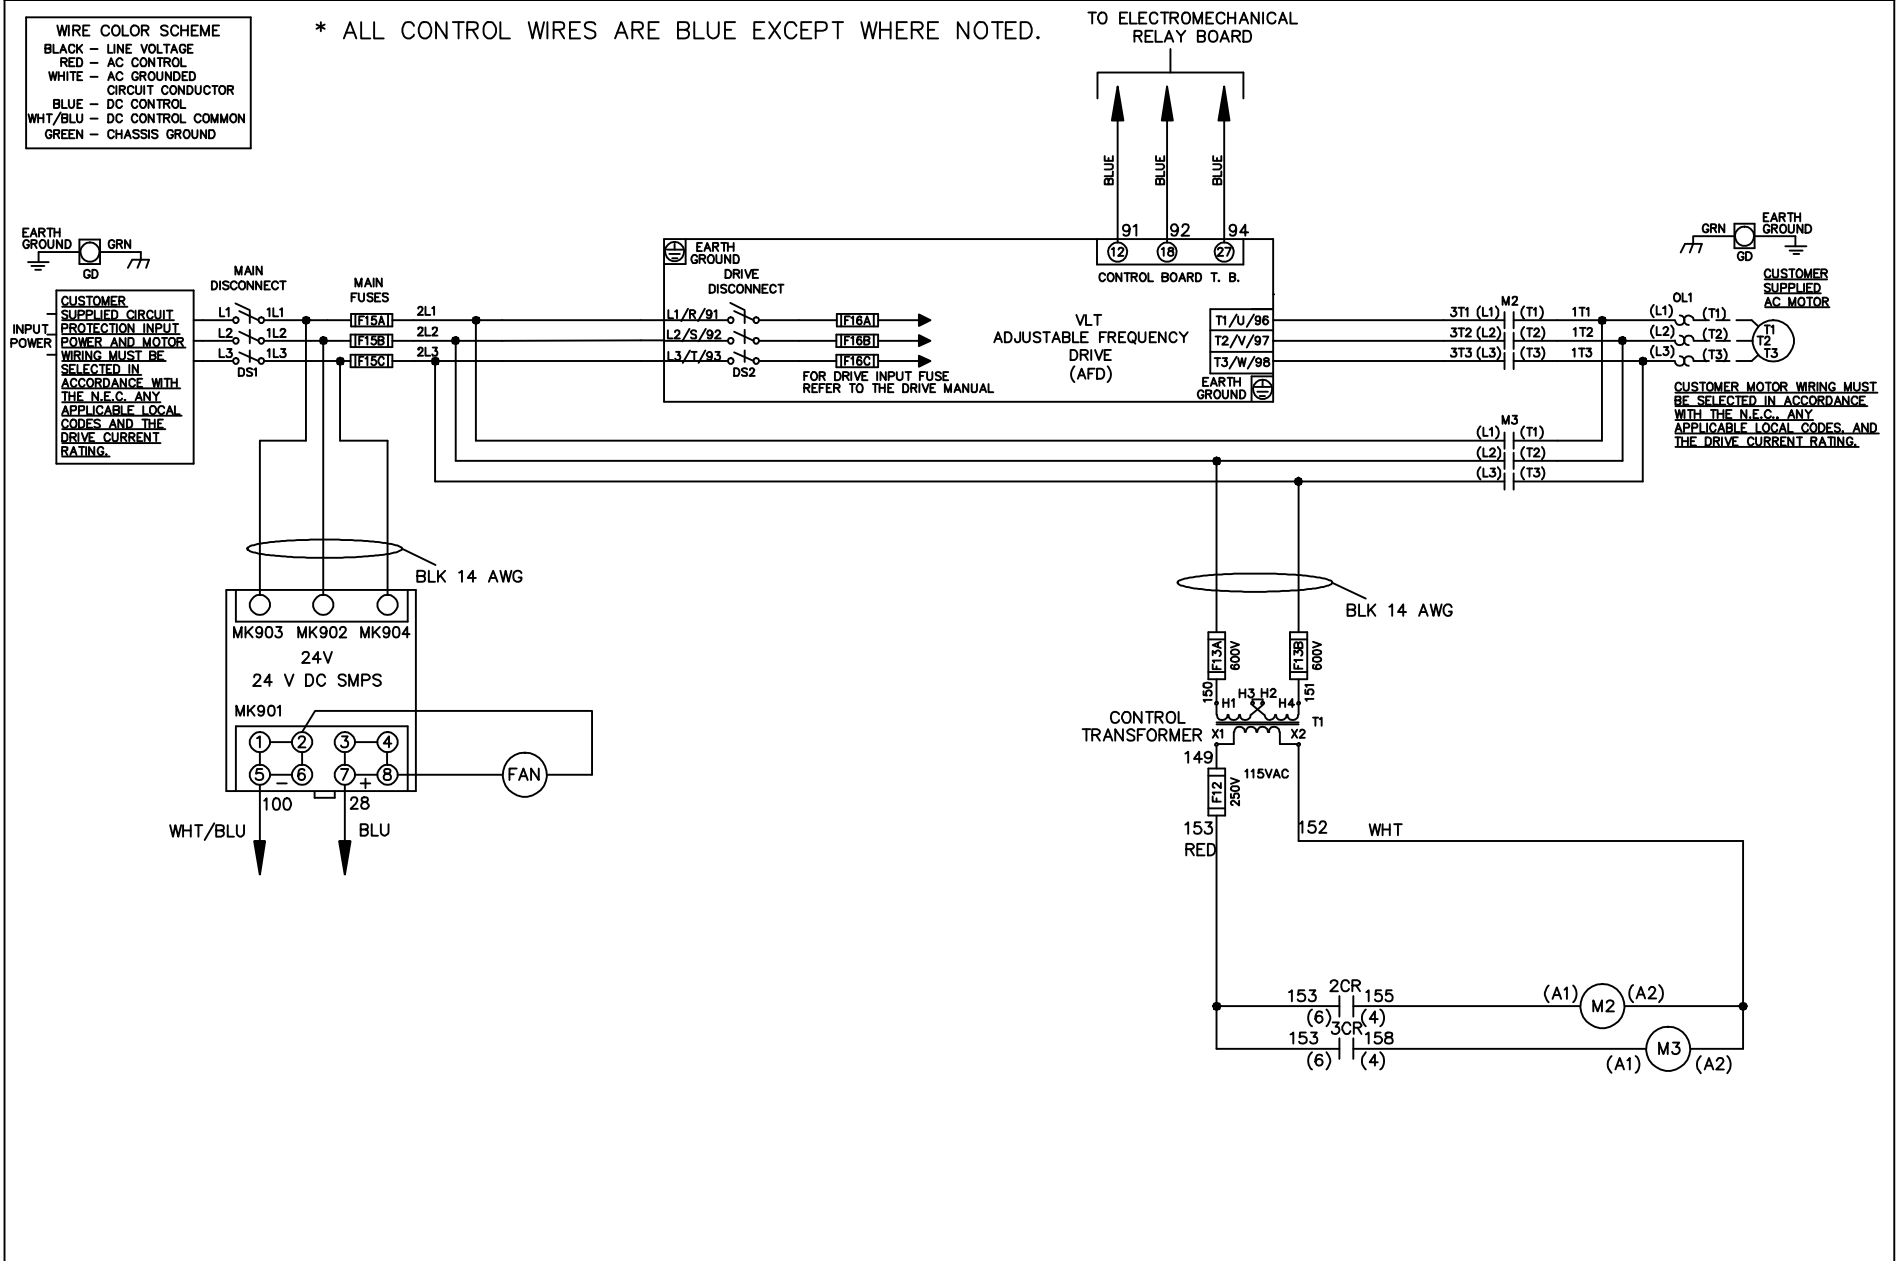 WIRE COLOR SCHEME
BLACK – LINE VOLTAGE
RED – AC CONTROL
WHITE – AC GROUNDED
CIRCUIT CONDUCTOR
BLUE – DC CONTROL
WHT/BLU – DC CONTROL COMMON
GREEN – CHASSIS GROUND
* ALL CONTROL WIRES ARE BLUE EXCEPT WHERE NOTED.
TO ELECTROMECHANICAL
RELAY BOARD
BLUE
BLUE
BLUE
91 92 94
12 18 27
CONTROL BOARD T. B.
EARTH
GROUND
GRN
GD
CUSTOMER
SUPPLIED CIRCUIT
PROTECTION INPUT
POWER AND MOTOR
WIRING MUST BE
SELECTED IN
ACCORDANCE WITH
THE N.E.C. ANY
APPLICABLE LOCAL
CODES AND THE
DRIVE CURRENT
RATING.
INPUT
POWER
MAIN
DISCONNECT
L1 1L1
L2 1L2
L3 1L3
DS1
MAIN
FUSES
F15A
F15B
F15C
2L1
2L2
2L3
EARTH
GROUND
DRIVE
DISCONNECT
L1/R/91
L2/S/92
L3/T/93
DS2
F16A
F16B
F16C
FOR DRIVE INPUT FUSE
REFER TO THE DRIVE MANUAL
VLT
ADJUSTABLE FREQUENCY
DRIVE
(AFD)
T1/U/96
T2/V/97
T3/W/98
EARTH
GROUND
M2
3T1 (L1) (T1) 1T1
3T2 (L2) (T2) 1T2
3T3 (L3) (T3) 1T3
OL1
(L1) (T1)
(L2) (T2)
(L3) (T3)
T1
T2
T3
GRN
EARTH
GROUND
GD
CUSTOMER
SUPPLIED
AC MOTOR
CUSTOMER MOTOR WIRING MUST
BE SELECTED IN ACCORDANCE
WITH THE N.E.C., ANY
APPLICABLE LOCAL CODES, AND
THE DRIVE CURRENT RATING.
M3
(L1) (T1)
(L2) (T2)
(L3) (T3)
BLK 14 AWG
MK903 MK902 MK904
24V
24 V DC SMPS
MK901
1 2 3 4
5 – 6 7 + 8
FAN
100 28
WHT/BLU BLU
BLK 14 AWG
F13A
600V
F13B
600V
150
151
H1 H3 H2 H4
T1
CONTROL
TRANSFORMER
X1 X2
149
115VAC
F12
250V
153
RED
152 WHT
2CR
153 155
(6) (4)
(A1) M2 (A2)
3CR
153 158
(6) (4)
(A1) M3 (A2)